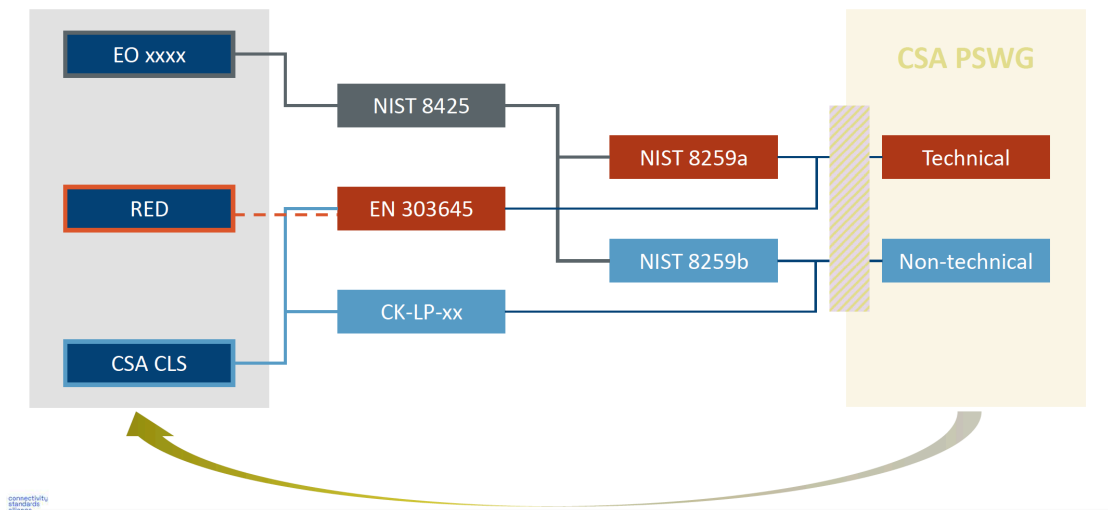 EO xxxx
CSA PSWG
NIST 8425
NIST 8259a
Technical
RED
EN 303645
NIST 8259b
Non-technical
CK-LP-xx
CSA CLS
connectivity
standards
alliance